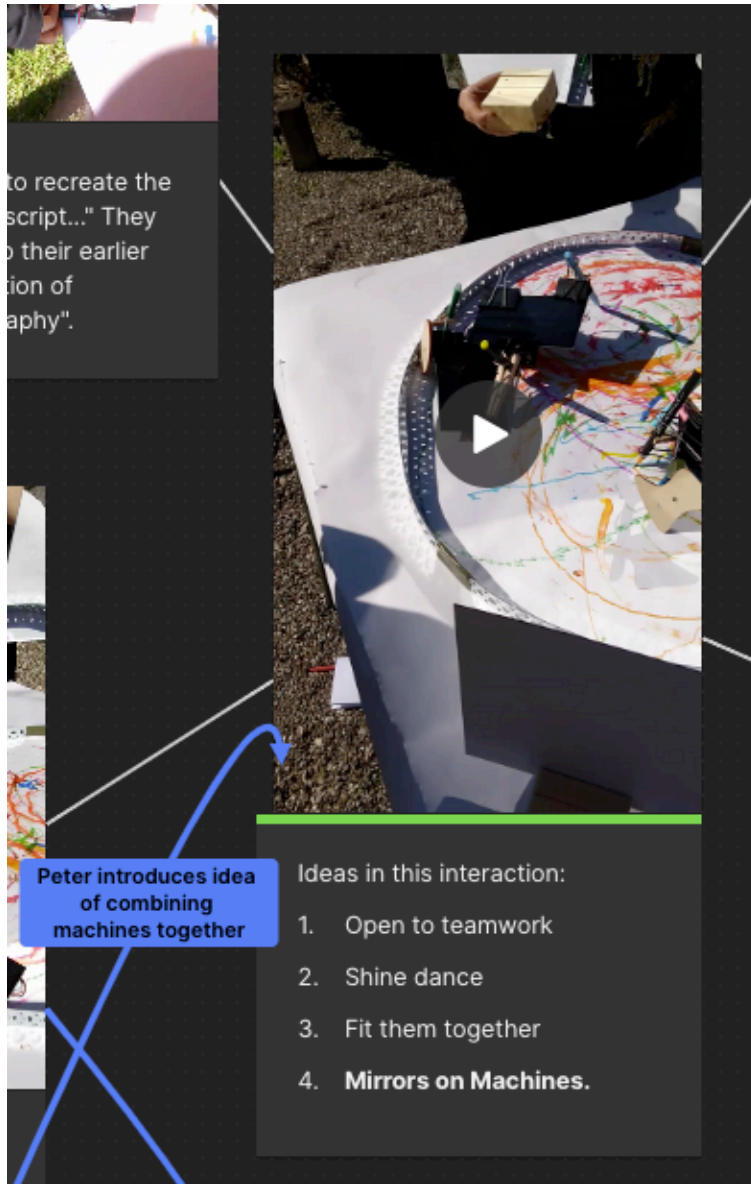 to recreate the
script..." They
their earlier
tion of
aphy".
Peter introduces idea
of combining
machines together
Ideas in this interaction:
1. Open to teamwork
2. Shine dance
3. Fit them together
4. Mirrors on Machines.